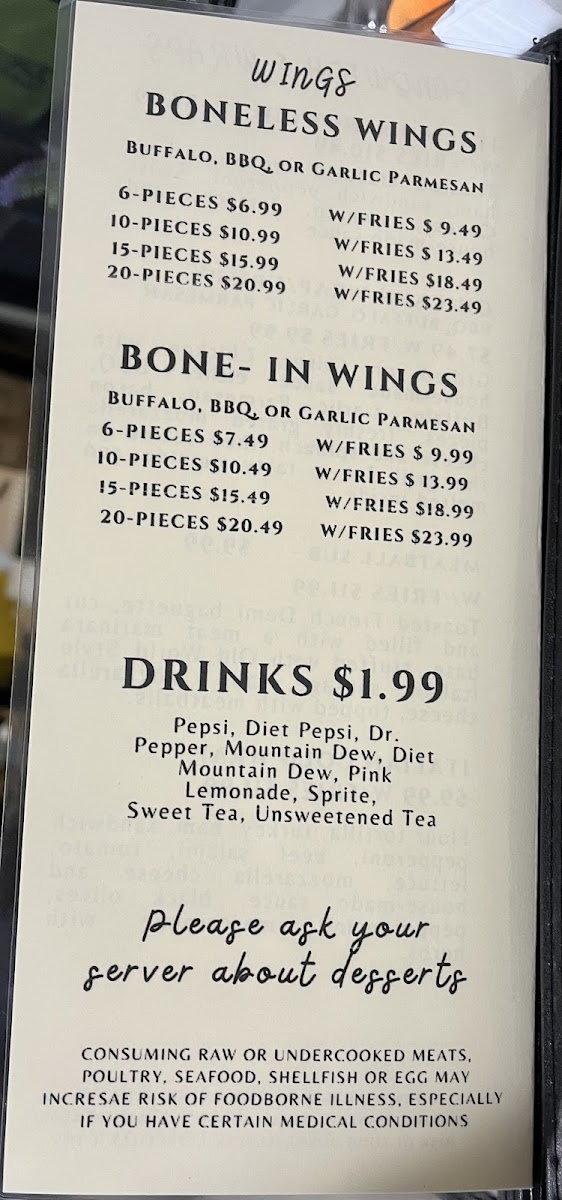 WINGS
BONELESS WINGS
BUFFALO, BBQ, OR GARLIC PARMESAN
6-PIECES $6.99 W/FRIES $ 9.49
10-PIECES $10.99 W/FRIES $ 13.49
15-PIECES $15.99 W/FRIES $18.49
20-PIECES $20.99 W/FRIES $23.49
BONE- IN WINGS
BUFFALO, BBQ, OR GARLIC PARMESAN
6-PIECES $7.49 W/FRIES $ 9.99
10-PIECES $10.49 W/FRIES $ 13.99
15-PIECES $15.49 W/FRIES $18.99
20-PIECES $20.49 W/FRIES $23.99
DRINKS $1.99
Pepsi, Diet Pepsi, Dr.
Pepper, Mountain Dew, Diet
Mountain Dew, Pink
Lemonade, Sprite,
Sweet Tea, Unsweetened Tea
Please ask your
server about desserts
CONSUMING RAW OR UNDERCOOKED MEATS,
POULTRY, SEAFOOD, SHELLFISH OR EGG MAY
INCRESAE RISK OF FOODBORNE ILLNESS, ESPECIALLY
IF YOU HAVE CERTAIN MEDICAL CONDITIONS